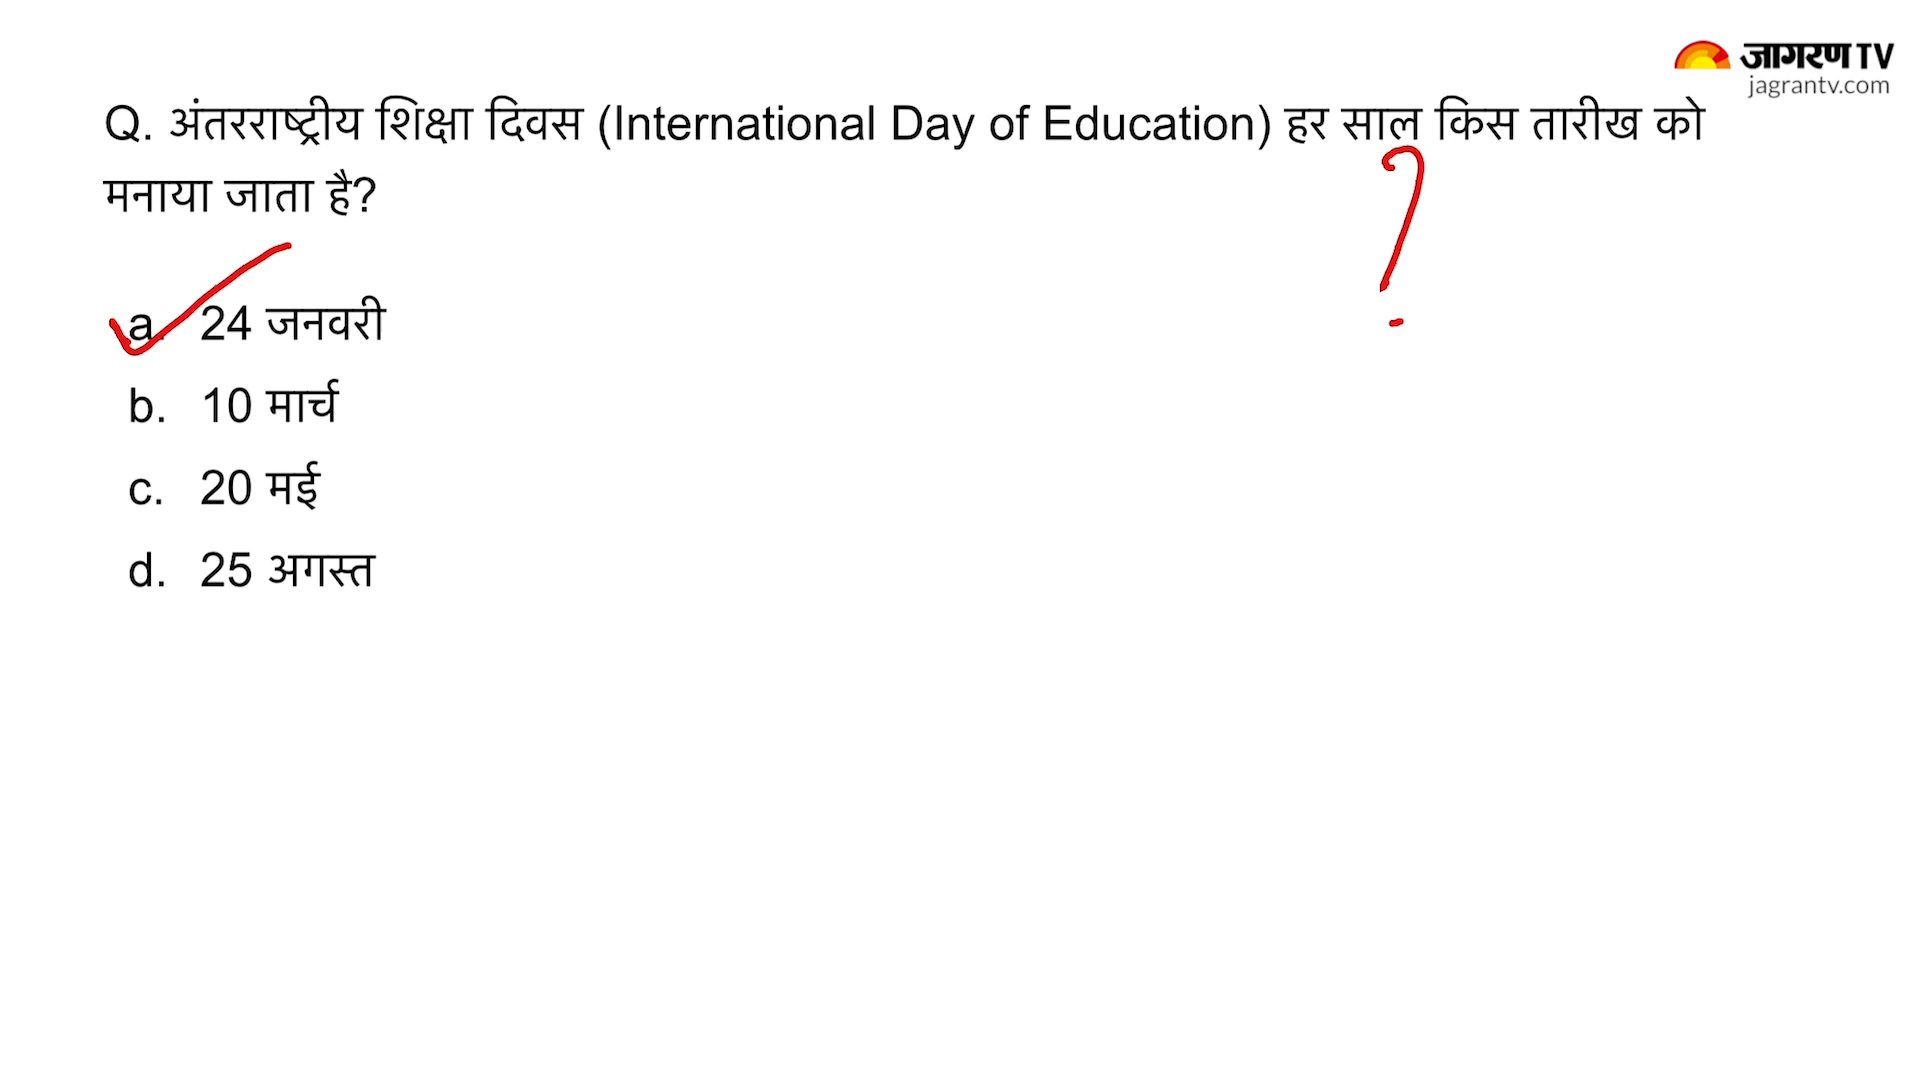 जागरण TV
jagrantv.com
Q. अंतरराष्ट्रीय शिक्षा दिवस (International Day of Education) हर साल किस तारीख को
मनाया जाता है?
?
a. 24 जनवरी
b. 10 मार्च
c. 20 मई
d. 25 अगस्त